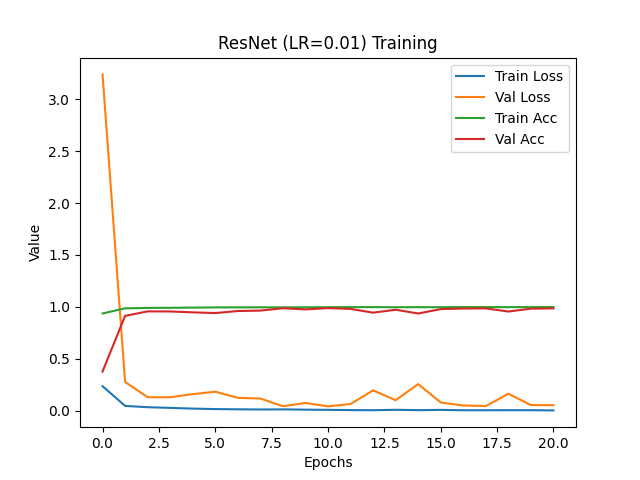 ResNet (LR=0.01) Training
Train Loss
Val Loss
Train Acc
Val Acc
Value
3.0
2.5
2.0
1.5
1.0
0.5
0.0
0.0 2.5 5.0 7.5 10.0 12.5 15.0 17.5 20.0
Epochs